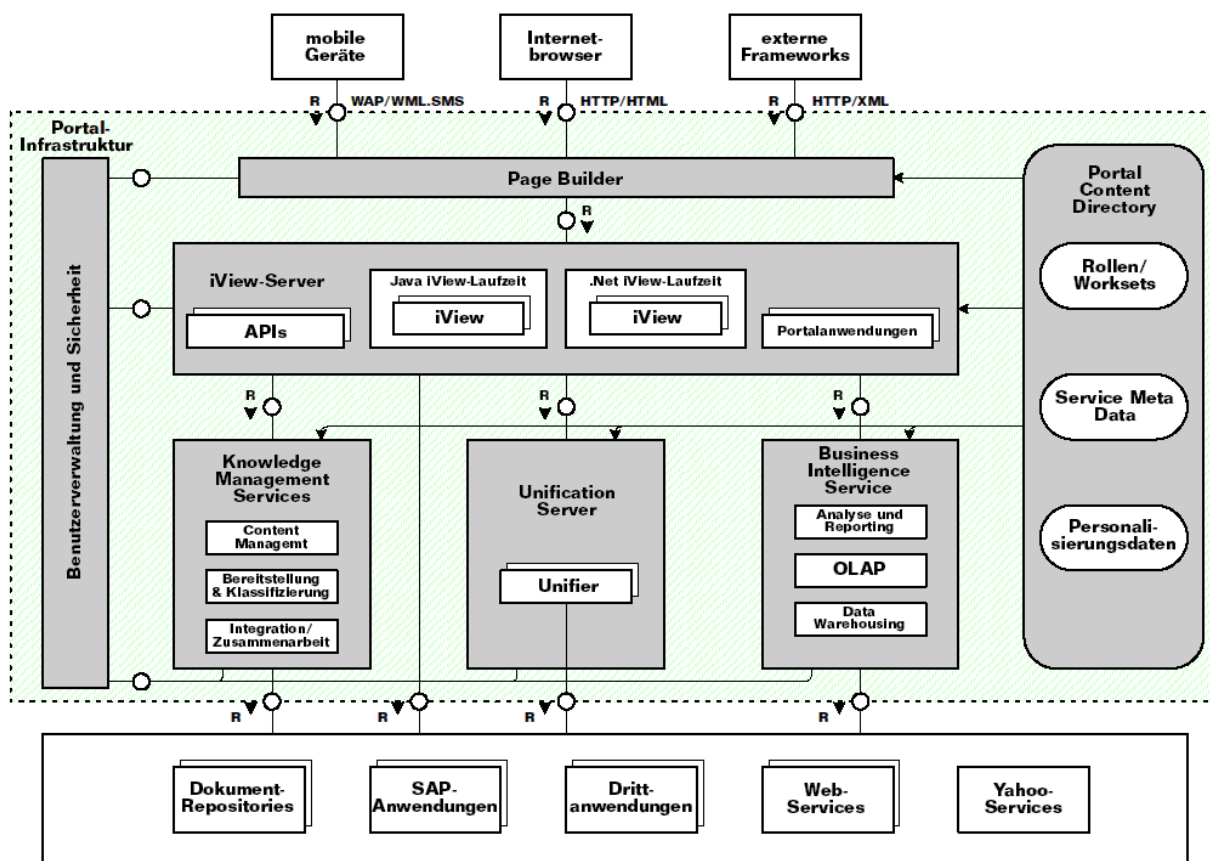 mobile
Geräte
Internet-
browser
externe
Frameworks
R
WAP/WML.SMS
R
HTTP/HTML
R
HTTP/XML
Portal-
Infrastruktur
Page Builder
Portal
Content
Directory
R
Benutzerverwaltung und Sicherheit
iView-Server
APIs
Java iView-Laufzeit
iView
.Net iView-Laufzeit
iView
Portalanwendungen
Rollen/
Worksets
R
R
R
Service Meta
Data
Knowledge
Management
Services
Content
Managemt
Bereitstellung
& Klassifizierung
Integration/
Zusammenarbeit
Unification
Server
Unifier
Business
Intelligence
Service
Analyse und
Reporting
OLAP
Data
Warehousing
Personali-
sierungsdaten
R
R
R
R
Dokument-
Repositories
SAP-
Anwendungen
Dritt-
anwendungen
Web-
Services
Yahoo-
Services